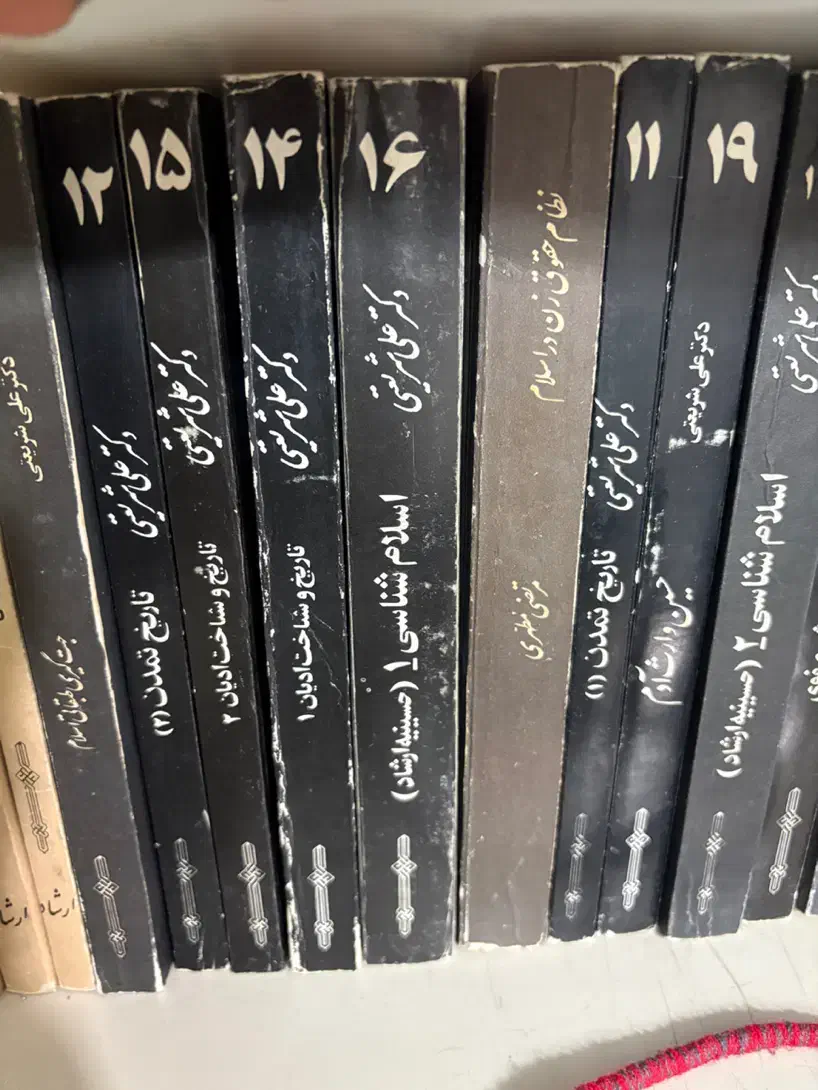 دکتر علی شریعتی
جهت گیری طبقاتی اسلام
ارشاد
۱۲
دکتر علی شریعتی
تاریخ تمدن (۲)
۱۵
دکتر علی شریعتی
تاریخ و شناخت ادیان ۲
۱۴
دکتر علی شریعتی
تاریخ و شناخت ادیان ۱
۱۶
دکتر علی شریعتی
اسلام شناسی ۱ (حسینیه ارشاد)
نظام حقوق زن در اسلام
مرتضی مطهری
۱۱
دکتر علی شریعتی
تاریخ تمدن (۱)
۱۹
دکتر علی شریعتی
حسین وارث آدم
دکتر علی شریعتی
اسلام شناسی ۲ (حسینیه ارشاد)